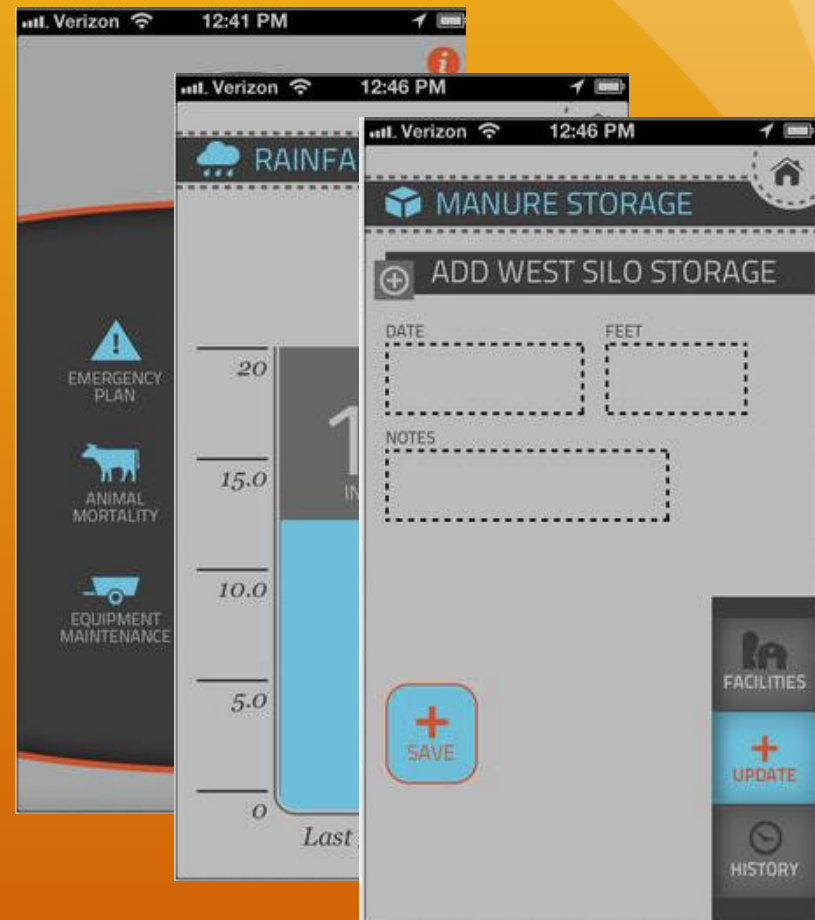 Verizon 12:41 PM
i
EMERGENCY
PLAN
ANIMAL
MORTALITY
EQUIPMENT
MAINTENANCE
Verizon 12:46 PM
RAINFA
20
15.0
10.0
5.0
0
1
IN
Last
Verizon 12:46 PM
MANURE STORAGE
ADD WEST SILO STORAGE
DATE FEET
NOTES
SAVE
FACILITIES
UPDATE
HISTORY